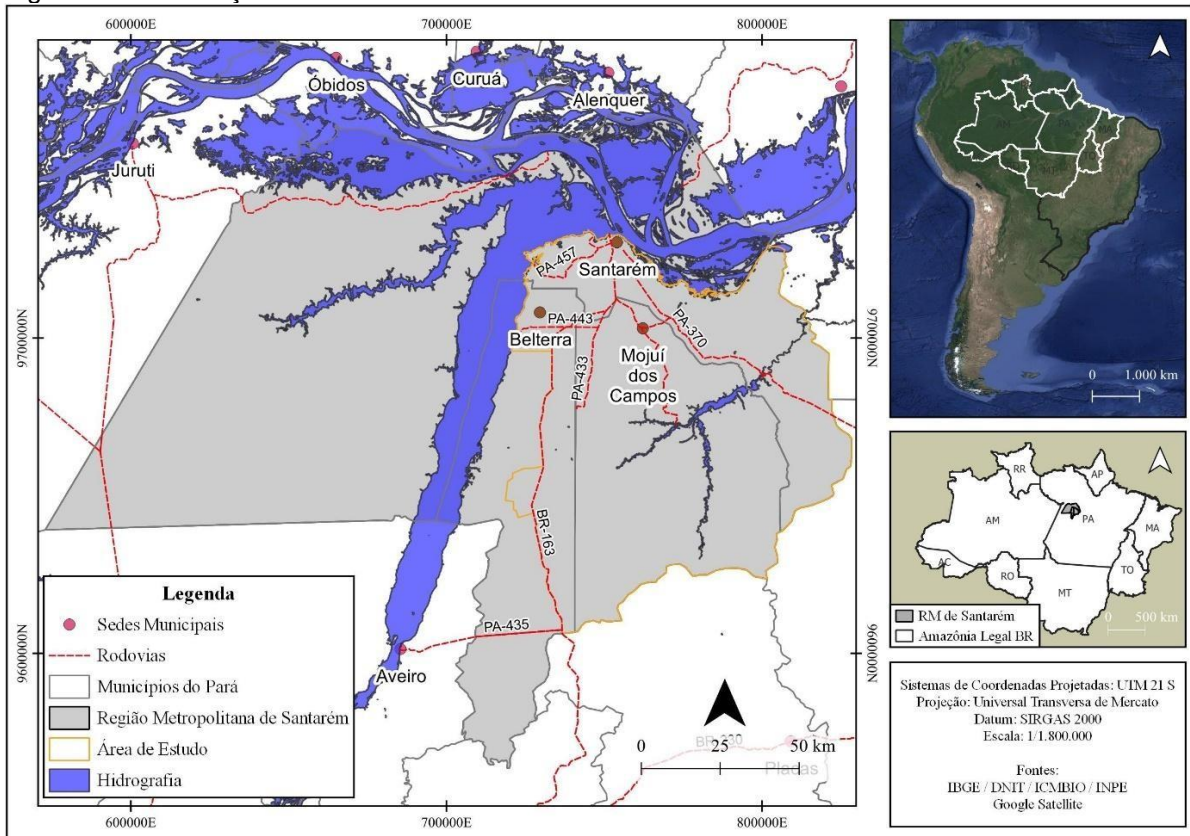 600000E
700000E
800000E
Óbidos
Curuá
Alenquer
Juruti
PA-457
Santarém
PA-443
PA-370
Belterra
Mojuí
dos
Campos
PA-433
BR-163
PA-435
Aveiro
BR-230
Placas
9700000N
9600000N
0 25 50 km
Legenda
Sedes Municipais
Rodovias
Municípios do Pará
Região Metropolitana de Santarém
Área de Estudo
Hidrografia
600000E
700000E
800000E
0 1.000 km
RR
AP
AM
PA
MA
AC
RO
TO
MT
0 500 km
RM de Santarém
Amazônia Legal BR
Sistemas de Coordenadas Projetadas: UTM 21 S
Projeção: Universal Transversa de Mercato
Datum: SIRGAS 2000
Escala: 1/1.800.000
Fontes:
IBGE / DNIT / ICMBIO / INPE
Google Satellite